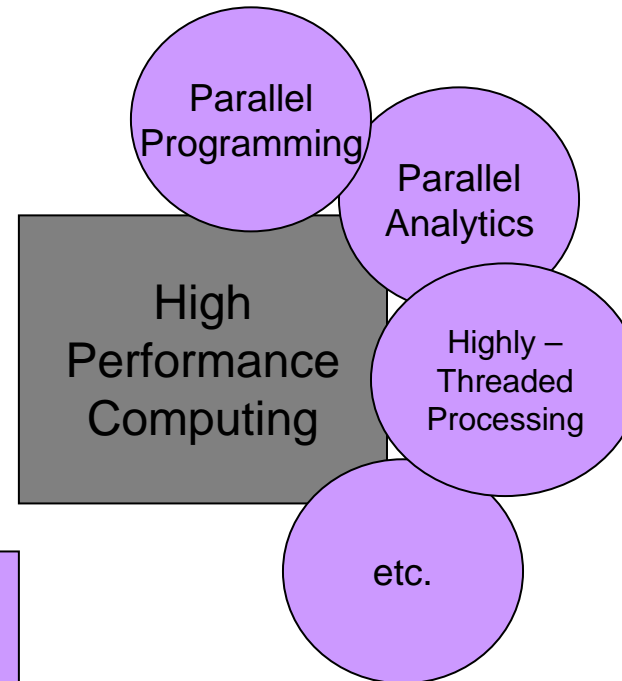 Parallel
Programming
Parallel
Analytics
High
Performance
Computing
Highly –
Threaded
Processing
etc.